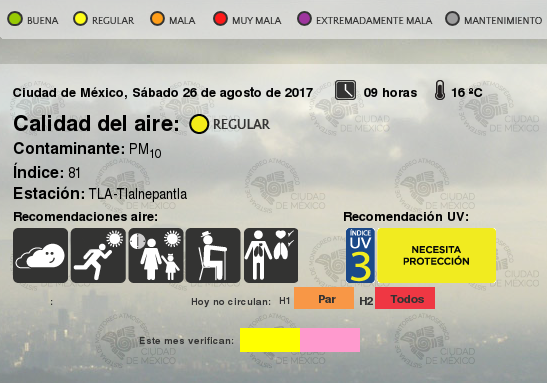 BUENA REGULAR MALA MUY MALA EXTREMADAMENTE MALA MANTENIMIENTO
Ciudad de México, Sábado 26 de agosto de 2017 09 horas 16 ºC
Calidad del aire: REGULAR
Contaminante: PM10
Índice: 81
Estación: TLA-Tlalnepantla
Recomendaciones aire: Recomendación UV:
ÍNDICE
UV
3
NECESITA
PROTECCIÓN
: Hoy no circulan: H1 Par H2 Todos
Este mes verifican:
CIUDAD
DE MÉXICO